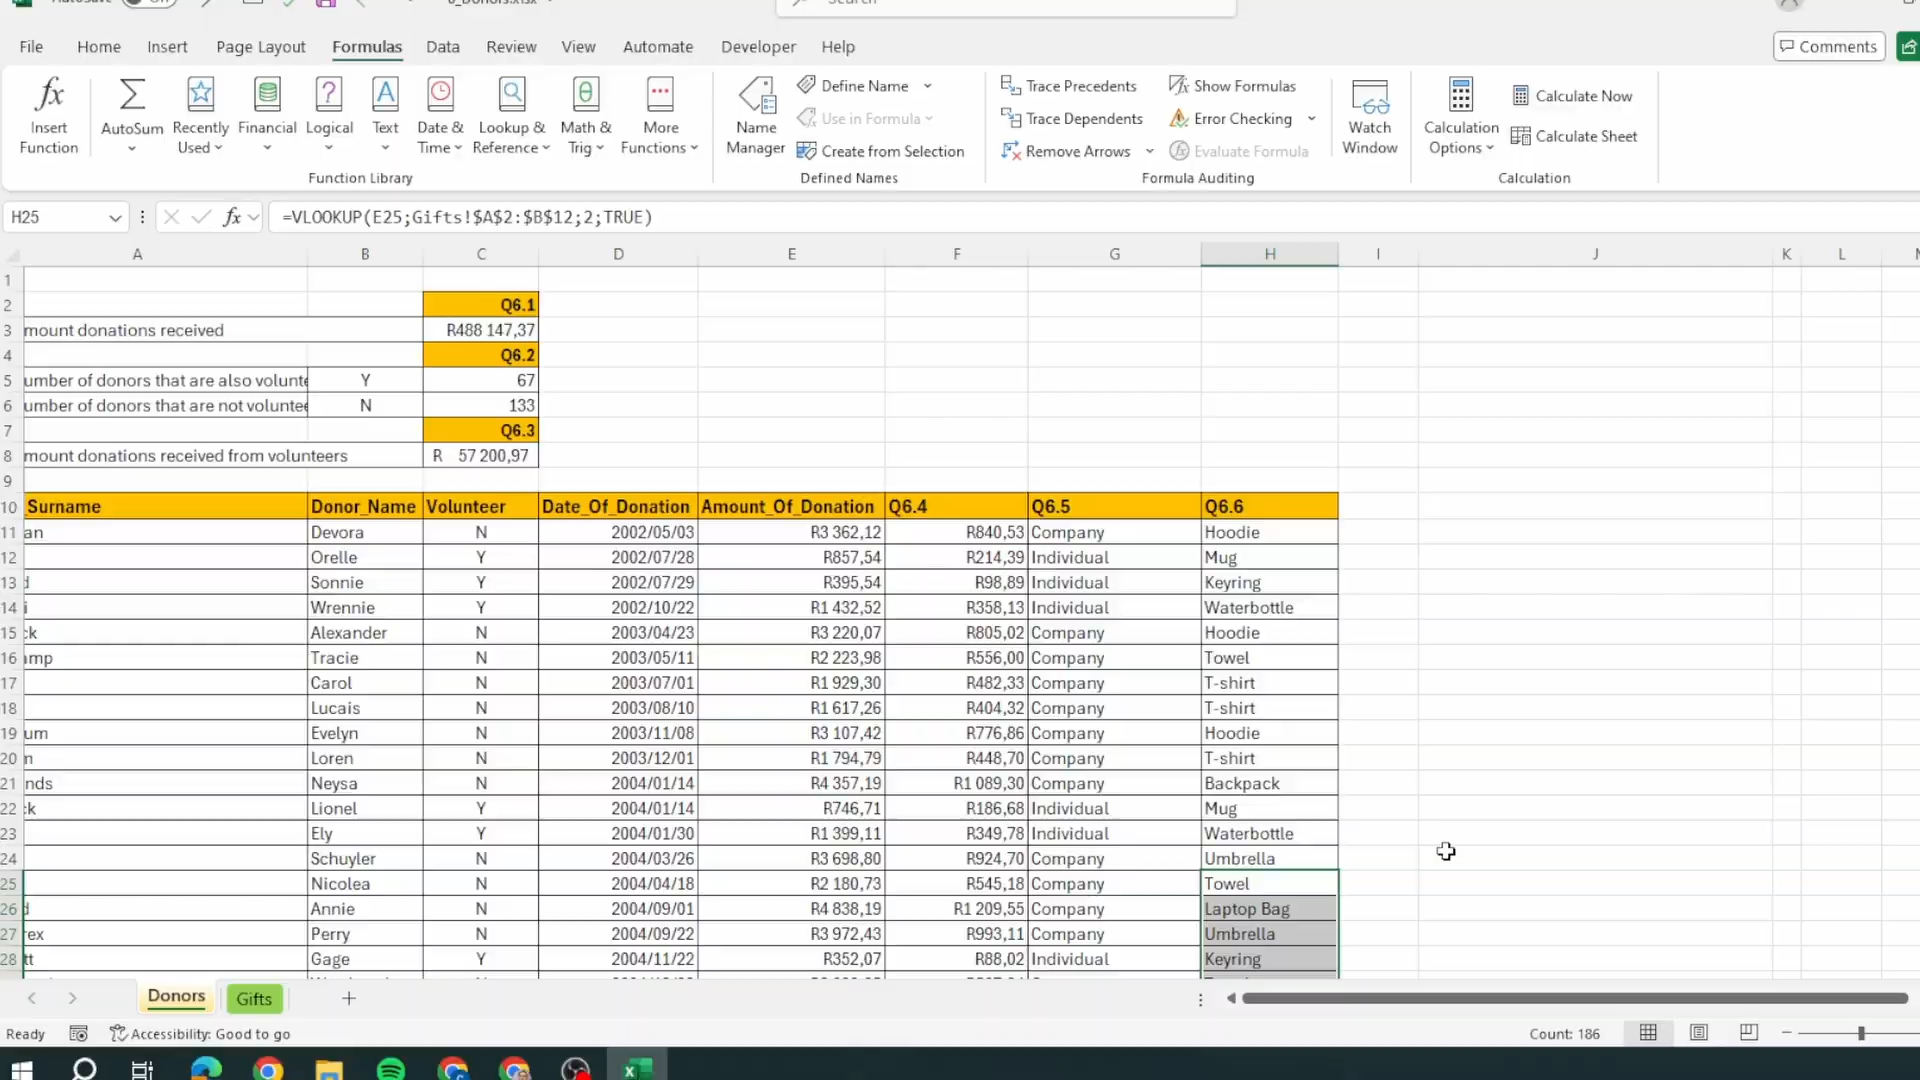 File Home Insert Page Layout Formulas Data Review View Automate Developer Help Comments
Insert Function
AutoSum
Recently Used
Financial
Logical
Text
Date & Time
Lookup & Reference
Math & Trig
More Functions
Function Library
Name Manager
Define Name
Use in Formula
Create from Selection
Defined Names
Trace Precedents
Trace Dependents
Remove Arrows
Show Formulas
Error Checking
Evaluate Formula
Formula Auditing
Watch Window
Calculation Options
Calculate Now
Calculate Sheet
Calculation
H25 fx =VLOOKUP(E25;Gifts!$A$2:$B$12;2;TRUE)
A B C D E F G H I J K L
1
2 Q6.1
3 mount donations received R488 147,37
4 Q6.2
5 umber of donors that are also volunte Y 67
6 umber of donors that are not voluntee N 133
7 Q6.3
8 mount donations received from volunteers R 57 200,97
9
10 Surname Donor_Name Volunteer Date_Of_Donation Amount_Of_Donation Q6.4 Q6.5 Q6.6
11 an Devora N 2002/05/03 R3 362,12 R840,53 Company Hoodie
12 Orelle Y 2002/07/28 R857,54 R214,39 Individual Mug
13 d Sonnie Y 2002/07/29 R395,54 R98,89 Individual Keyring
14 i Wrennie Y 2002/10/22 R1 432,52 R358,13 Individual Waterbottle
15 ck Alexander N 2003/04/23 R3 220,07 R805,02 Company Hoodie
16 amp Tracie N 2003/05/11 R2 223,98 R556,00 Company Towel
17 Carol N 2003/07/01 R1 929,30 R482,33 Company T-shirt
18 Lucais N 2003/08/10 R1 617,26 R404,32 Company T-shirt
19 um Evelyn N 2003/11/08 R3 107,42 R776,86 Company Hoodie
20 n Loren N 2003/12/01 R1 794,79 R448,70 Company T-shirt
21 nds Neysa N 2004/01/14 R4 357,19 R1 089,30 Company Backpack
22 ck Lionel Y 2004/01/14 R746,71 R186,68 Individual Mug
23 Ely Y 2004/01/30 R1 399,11 R349,78 Individual Waterbottle
24 Schuyler N 2004/03/26 R3 698,80 R924,70 Company Umbrella
25 Nicolea N 2004/04/18 R2 180,73 R545,18 Company Towel
26 d Annie N 2004/09/01 R4 838,19 R1 209,55 Company Laptop Bag
27 rex Perry N 2004/09/22 R3 972,43 R993,11 Company Umbrella
28 tt Gage Y 2004/11/22 R352,07 R88,02 Individual Keyring
Donors Gifts
Ready Accessibility: Good to go Count: 186